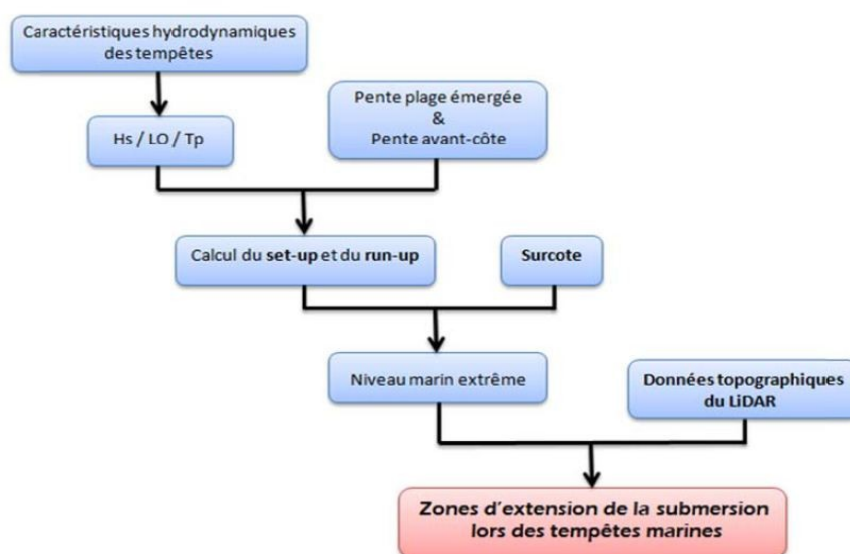 Caractéristiques hydrodynamiques
des tempêtes
Pente plage émergée
&
Pente avant-côte
Hs / LO / Tp
Calcul du set-up et du run-up
Surcote
Niveau marin extrême
Données topographiques
du LiDAR
Zones d'extension de la submersion
lors des tempêtes marines